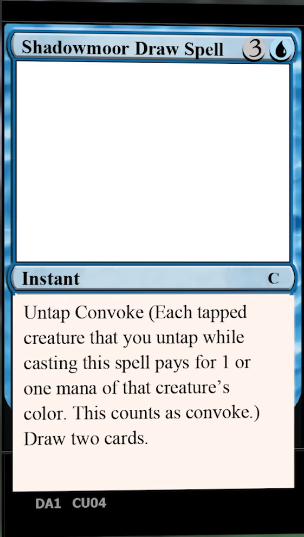 Shadowmoor Draw Spell 3
Instant C
Untap Convoke (Each tapped
creature that you untap while
casting this spell pays for 1 or
one mana of that creature's
color. This counts as convoke.)
Draw two cards.
DA1 CU04